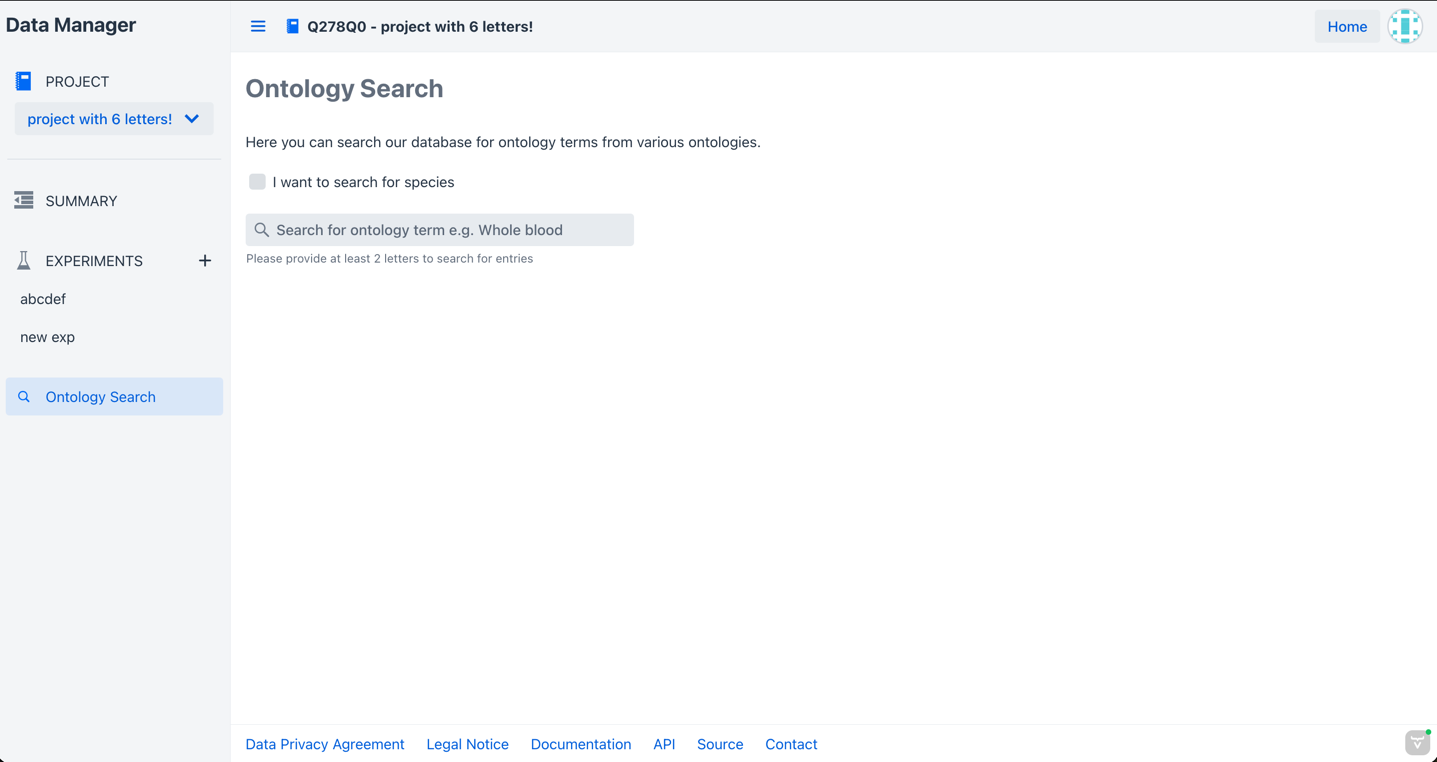 Data Manager
Q278Q0 - project with 6 letters!
Home
PROJECT
project with 6 letters!
SUMMARY
EXPERIMENTS
abcdef
new exp
Ontology Search
Ontology Search
Here you can search our database for ontology terms from various ontologies.
I want to search for species
Search for ontology term e.g. Whole blood
Please provide at least 2 letters to search for entries
Data Privacy Agreement Legal Notice Documentation API Source Contact